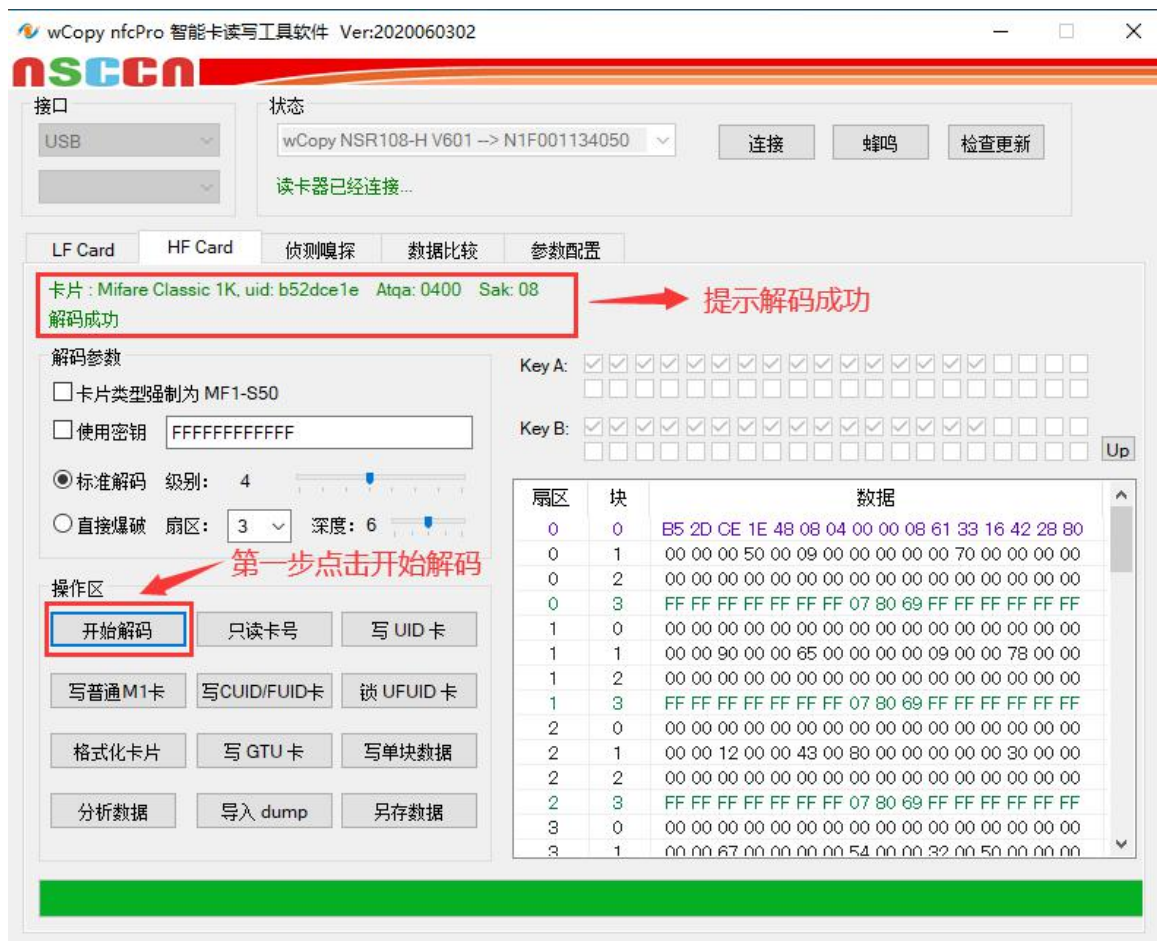 wCopy nfcPro 智能卡读写工具软件 Ver:2020060302
nsccn
接口
状态
USB
wCopy NSR108-H V601 --> N1F001134050
连接
蜂鸣
检查更新
读卡器已经连接...
LF Card
HF Card
侦测嗅探
数据比较
参数配置
卡片 : Mifare Classic 1K, uid: b52dce1e Atqa: 0400 Sak: 08
解码成功
提示解码成功
解码参数
卡片类型强制为 MF1-S50
使用密钥 FFFFFFFFFFFF
标准解码 级别: 4
直接爆破 扇区: 3 深度: 6
第一步点击开始解码
操作区
开始解码
只读卡号
写 UID 卡
写普通M1卡
写CUID/FUID卡
锁 UFUID 卡
格式化卡片
写 GTU 卡
写单块数据
分析数据
导入 dump
另存数据
Key A:
Key B:
Up
扇区 块 数据
0 0 B5 2D CE 1E 48 08 04 00 00 08 61 33 16 42 28 80
0 1 00 00 00 50 00 09 00 00 00 00 00 70 00 00 00 00
0 2 00 00 00 00 00 00 00 00 00 00 00 00 00 00 00 00
0 3 FF FF FF FF FF FF FF 07 80 69 FF FF FF FF FF FF
1 0 00 00 00 00 00 00 00 00 00 00 00 00 00 00 00 00
1 1 00 00 90 00 00 65 00 00 00 00 09 00 00 78 00 00
1 2 00 00 00 00 00 00 00 00 00 00 00 00 00 00 00 00
1 3 FF FF FF FF FF FF FF 07 80 69 FF FF FF FF FF FF
2 0 00 00 00 00 00 00 00 00 00 00 00 00 00 00 00 00
2 1 00 00 12 00 00 43 00 80 00 00 00 00 00 30 00 00
2 2 00 00 00 00 00 00 00 00 00 00 00 00 00 00 00 00
2 3 FF FF FF FF FF FF FF 07 80 69 FF FF FF FF FF FF
3 0 00 00 00 00 00 00 00 00 00 00 00 00 00 00 00 00
3 1 00 00 67 00 00 00 00 54 00 00 32 00 50 00 00 00